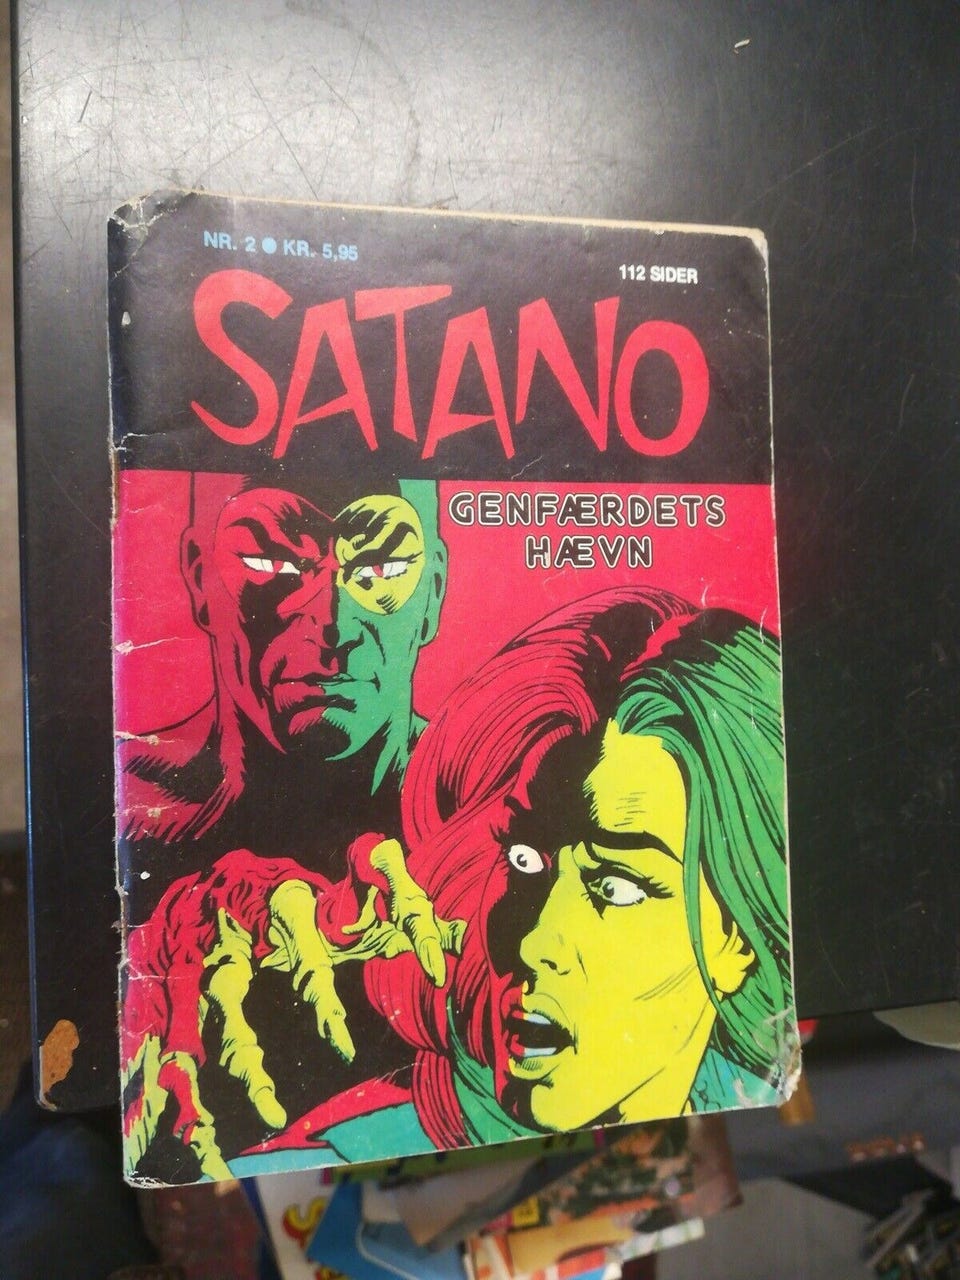 NR. 2 ● KR. 5,95
112 SIDER
SATANO
GENFÆRDETS
HÆVN